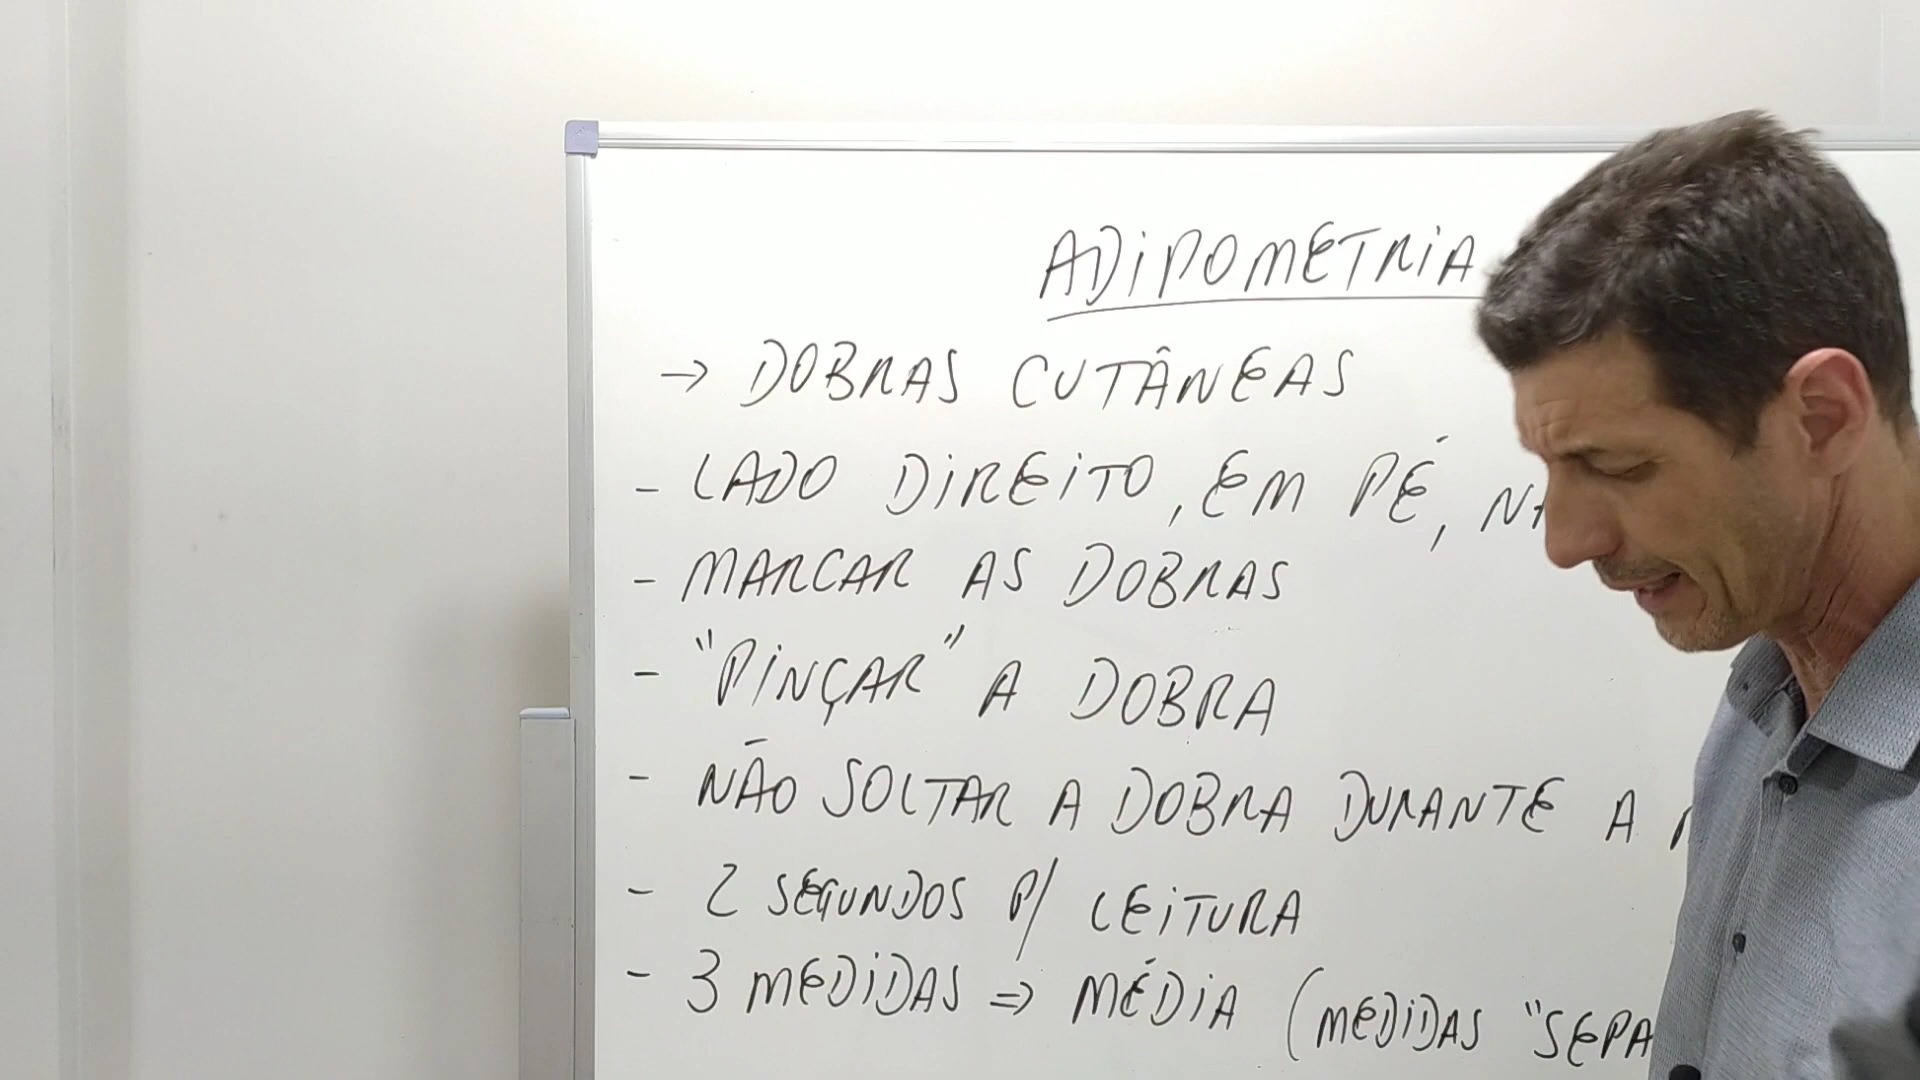 ADIPOMETRIA
→ DOBRAS CUTÂNEAS
- LADO DIREITO, EM PÉ,
- MARCAR AS DOBRAS
- "PINÇAR" A DOBRA
- NÃO SOLTAR A DOBRA DURANTE A
- 2 SEGUNDOS P/ LEITURA
- 3 MEDIDAS => MÉDIA (MEDIDAS "SEPA